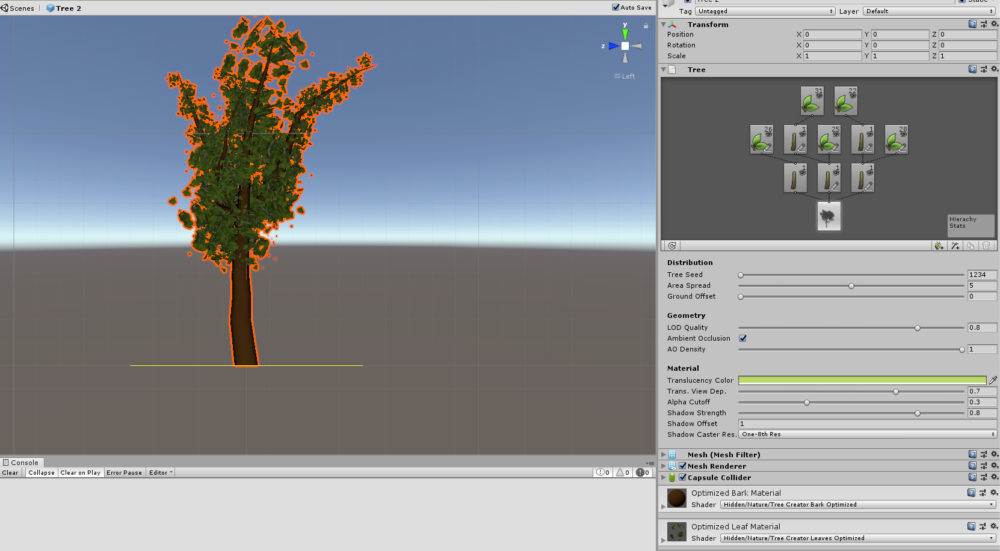 Scenes Tree 2 Auto Save
y
z
Left
Console
Clear Collapse Clear on Play Error Pause Editor 0 0 0
Tree 2 Static
Tag Untagged Layer Default
Transform
Position X 0 Y 0 Z 0
Rotation X 0 Y 0 Z 0
Scale X 1 Y 1 Z 1
Tree
31 22
26 1 25 1 28
1 1 1
Hierachy
Stats
Distribution
Tree Seed 1234
Area Spread 5
Ground Offset 0
Geometry
LOD Quality 0.8
Ambient Occlusion
AO Density 1
Material
Translucency Color
Trans. View Dep. 0.7
Alpha Cutoff 0.3
Shadow Strength 0.8
Shadow Offset 1
Shadow Caster Res. One-8th Res
Mesh (Mesh Filter)
Mesh Renderer
Capsule Collider
Optimized Bark Material
Shader Hidden/Nature/Tree Creator Bark Optimized
Optimized Leaf Material
Shader Hidden/Nature/Tree Creator Leaves Optimized